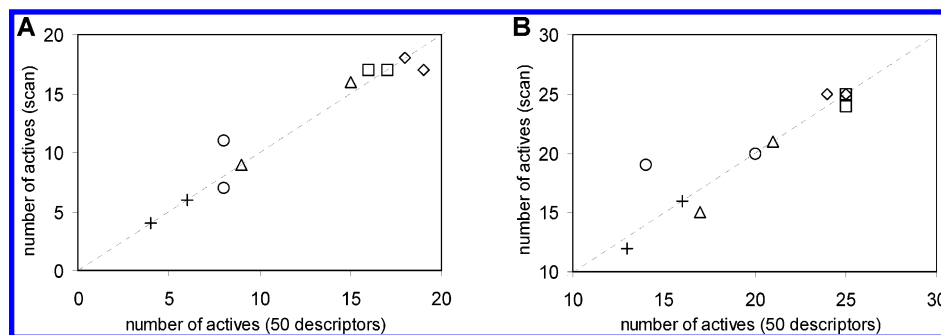 A
number of actives (scan)
20
15
10
5
0
0 5 10 15 20
number of actives (50 descriptors)
B
number of actives (scan)
30
25
20
15
10
10 15 20 25 30
number of actives (50 descriptors)